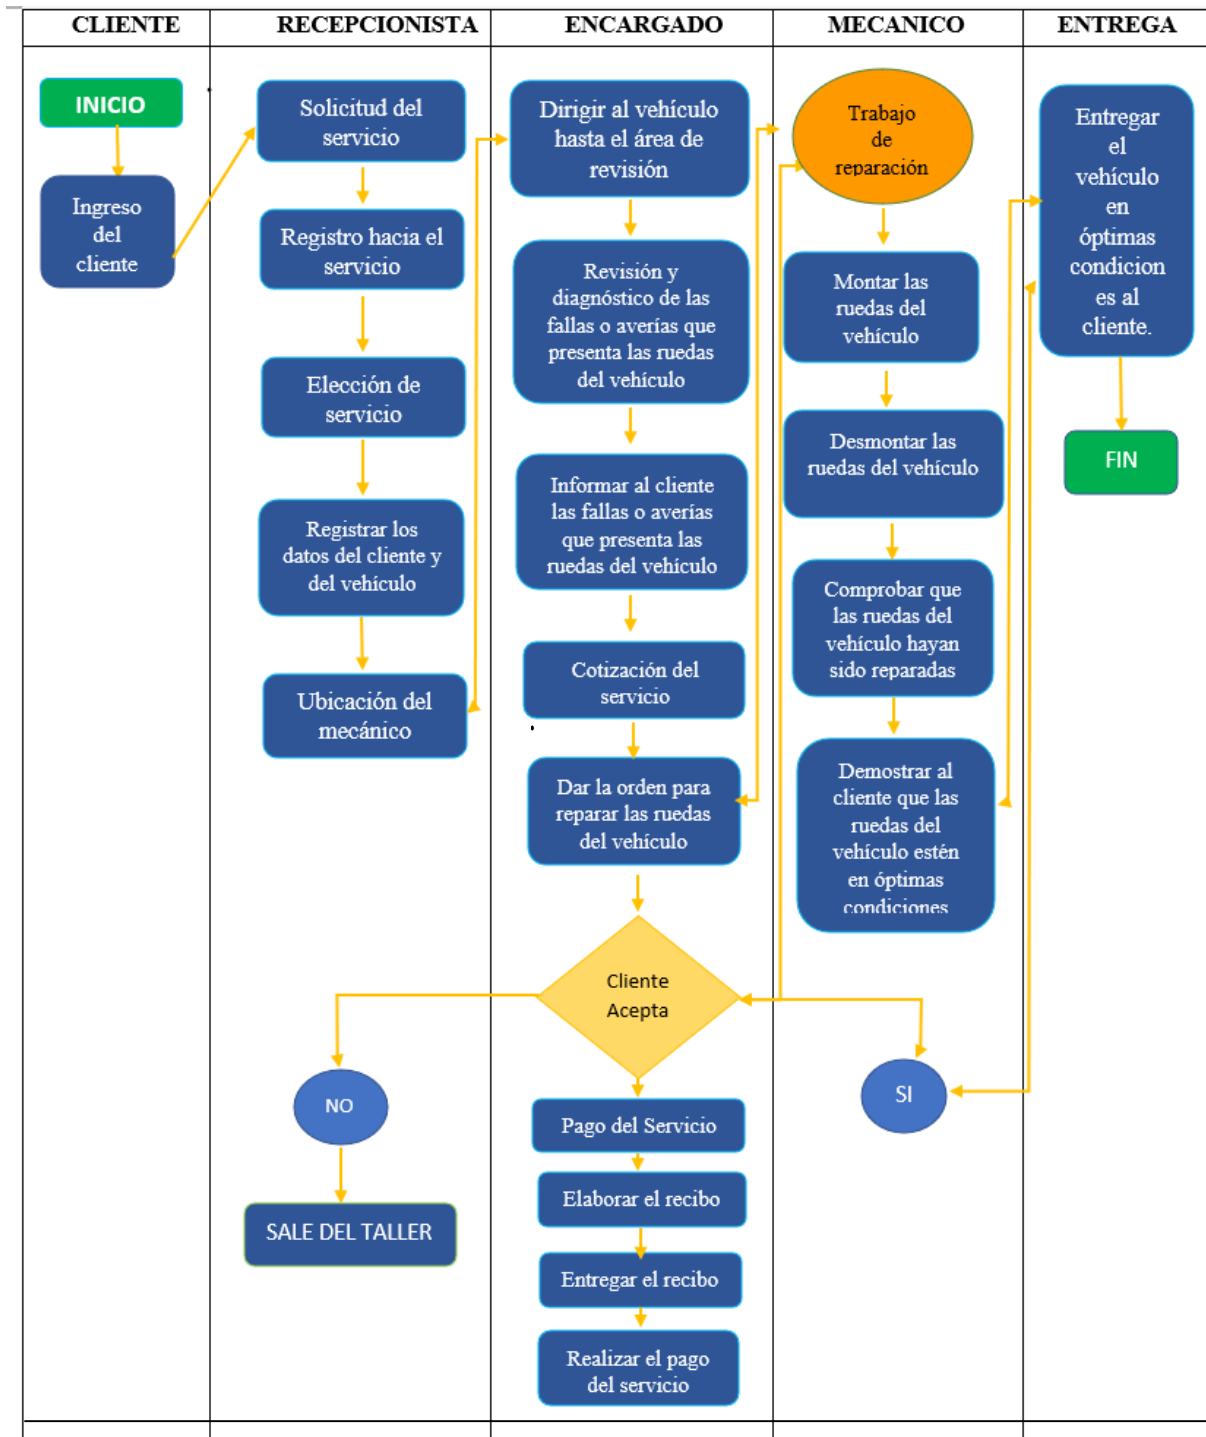 CLIENTE
RECEPCIONISTA
ENCARGADO
MECANICO
ENTREGA
INICIO
Ingreso
del
cliente
Solicitud del
servicio
Registro hacia el
servicio
Elección de
servicio
Registrar los
datos del cliente y
del vehículo
Ubicación del
mecánico
NO
SALE DEL TALLER
Dirigir al vehículo
hasta el área de
revisión
Revisión y
diagnóstico de las
fallas o averías que
presenta las ruedas
del vehículo
Informar al cliente
las fallas o averías
que presenta las
ruedas del vehículo
Cotización del
servicio
Dar la orden para
reparar las ruedas
del vehículo
Cliente
Acepta
Pago del Servicio
Elaborar el recibo
Entregar el recibo
Realizar el pago
del servicio
Trabajo
de
reparación
Montar las
ruedas del
vehículo
Desmontar las
ruedas del vehículo
Comprobar que
las ruedas del
vehículo hayan
sido reparadas
Demostrar al
cliente que las
ruedas del
vehículo estén
en óptimas
condiciones
SI
Entregar
el
vehículo
en
óptimas
condicion
es al
cliente.
FIN